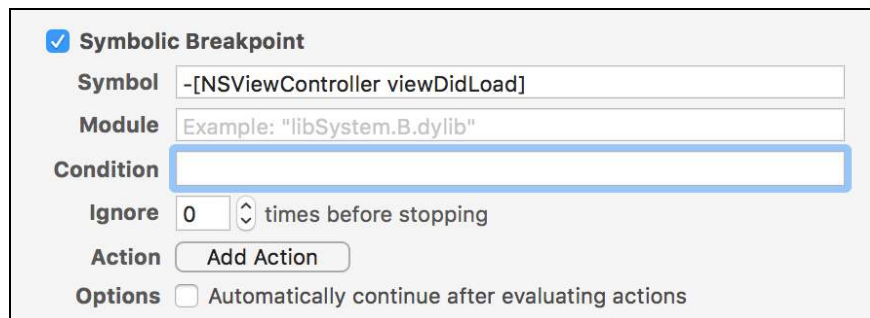 Symbolic Breakpoint
Symbol -[NSViewController viewDidLoad]
Module Example: "libSystem.B.dylib"
Condition
Ignore 0 times before stopping
Action Add Action
Options Automatically continue after evaluating actions